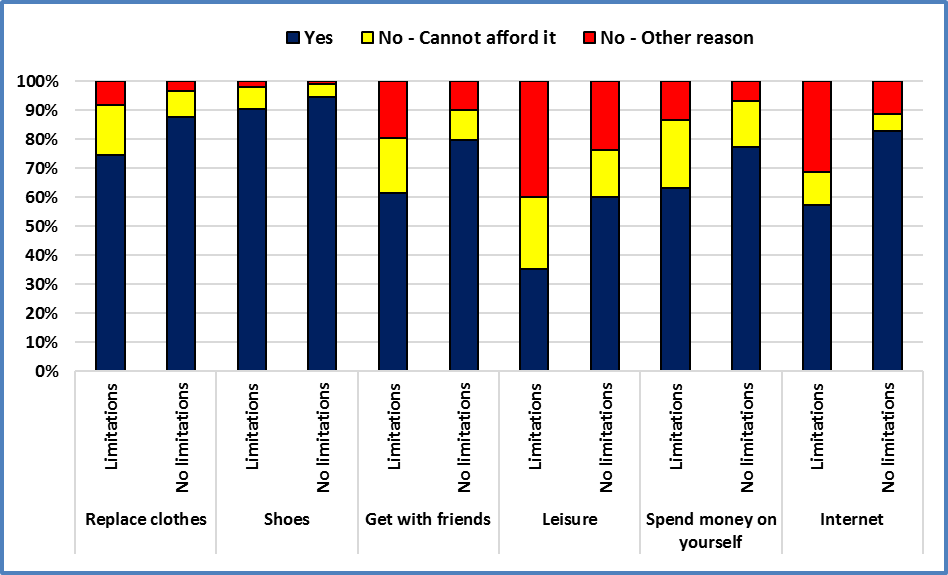 Yes No - Cannot afford it No - Other reason
100%
90%
80%
70%
60%
50%
40%
30%
20%
10%
0%
Limitations
No limitations
Limitations
No limitations
Limitations
No limitations
Limitations
No limitations
Limitations
No limitations
Limitations
No limitations
Replace clothes Shoes Get with friends Leisure Spend money on Internet
yourself